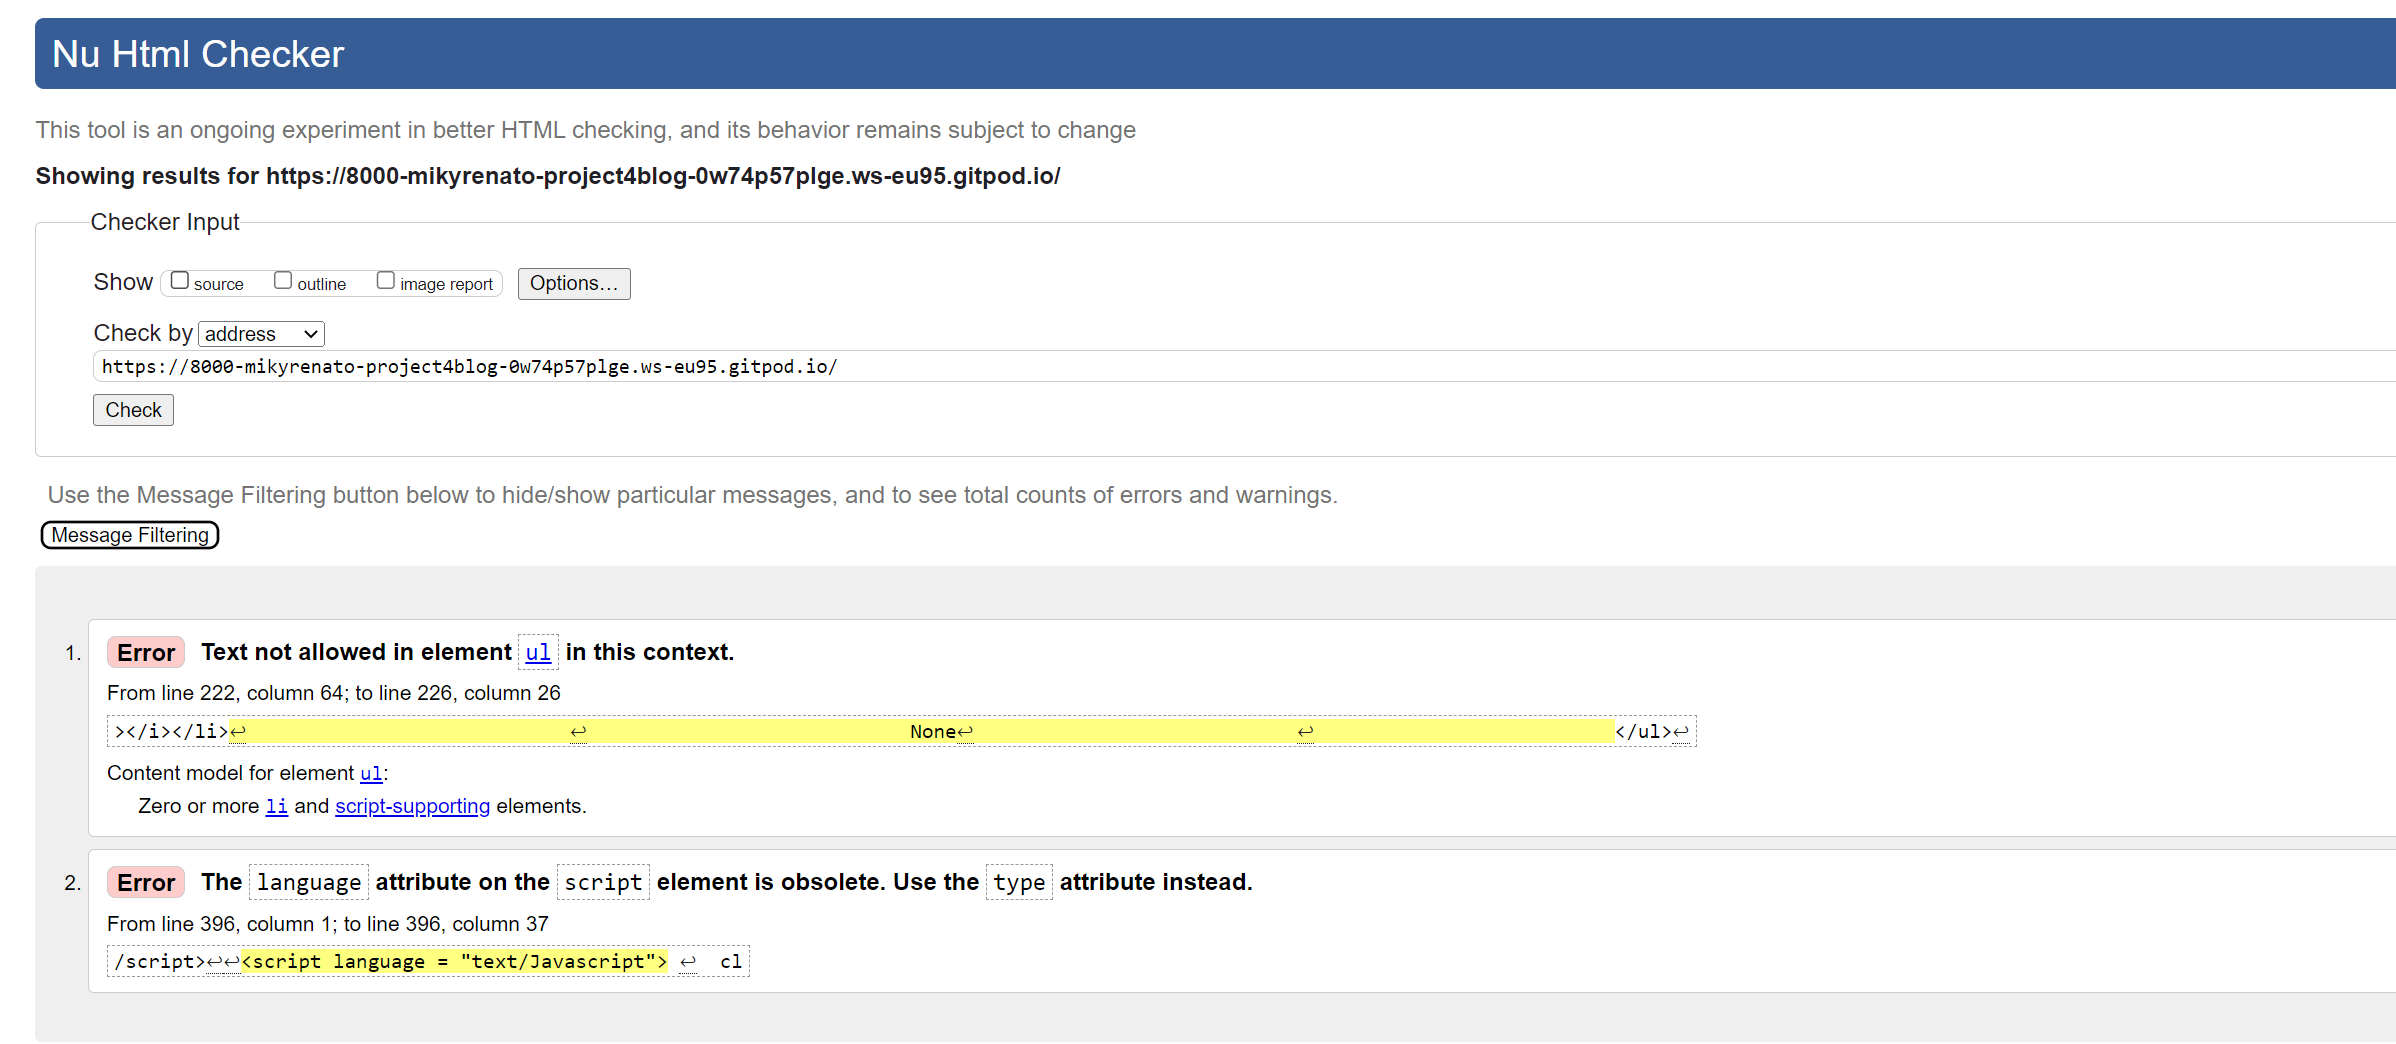 Nu Html Checker
This tool is an ongoing experiment in better HTML checking, and its behavior remains subject to change
Showing results for https://8000-mikyrenato-project4blog-0w74p57plge.ws-eu95.gitpod.io/
Checker Input
Show source outline image report Options...
Check by address
https://8000-mikyrenato-project4blog-0w74p57plge.ws-eu95.gitpod.io/
Check
Use the Message Filtering button below to hide/show particular messages, and to see total counts of errors and warnings.
Message Filtering
1. Error Text not allowed in element ul in this context.
From line 222, column 64; to line 226, column 26
></i></li>↩ ↩ None↩ ↩ </ul>↩
Content model for element ul:
Zero or more li and script-supporting elements.
2. Error The language attribute on the script element is obsolete. Use the type attribute instead.
From line 396, column 1; to line 396, column 37
/script>↩↩<script language = "text/Javascript"> ↩ cl